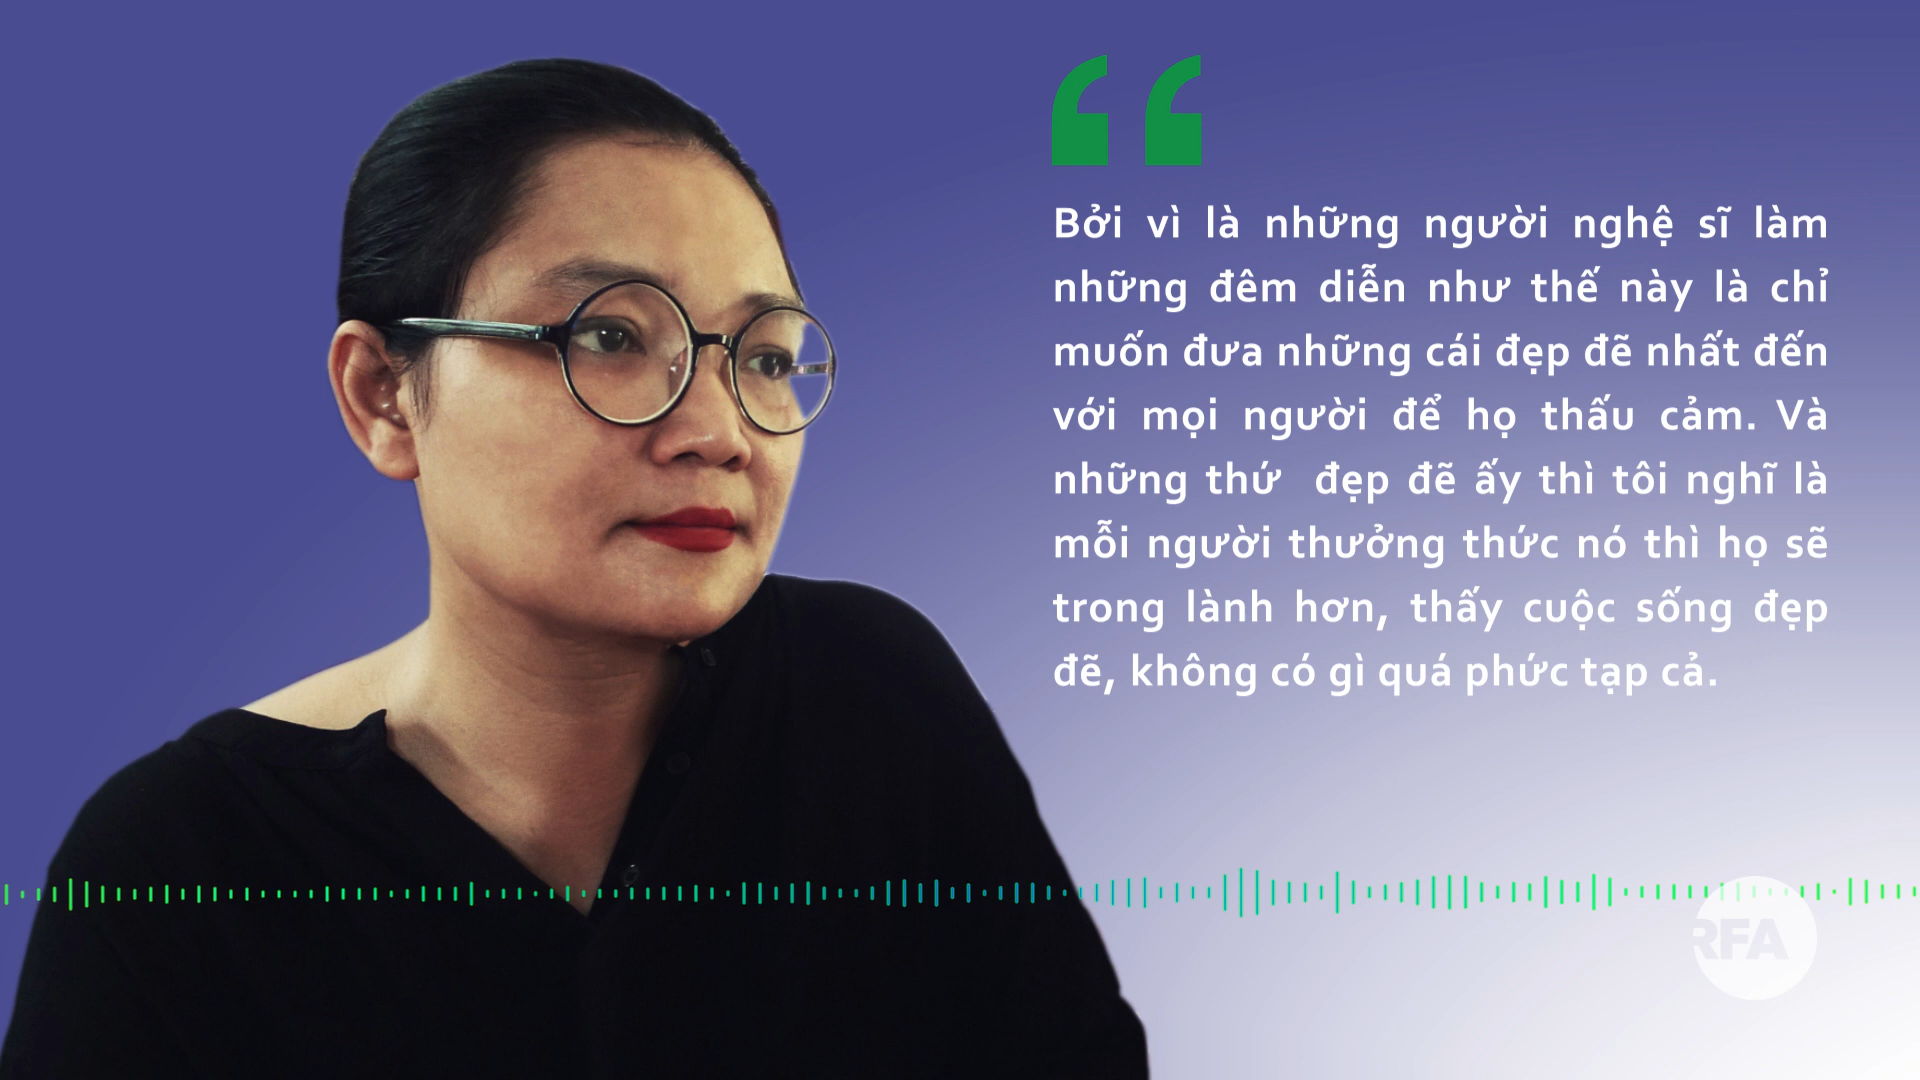 Bởi vì là những người nghệ sĩ làm
những đêm diễn như thế này là chỉ
muốn đưa những cái đẹp đẽ nhất đến
với mọi người để họ thấu cảm. Và
những thứ đẹp đẽ ấy thì tôi nghĩ là
mỗi người thưởng thức nó thì họ sẽ
trong lành hơn, thấy cuộc sống đẹp
đẽ, không có gì quá phức tạp cả.
RFA